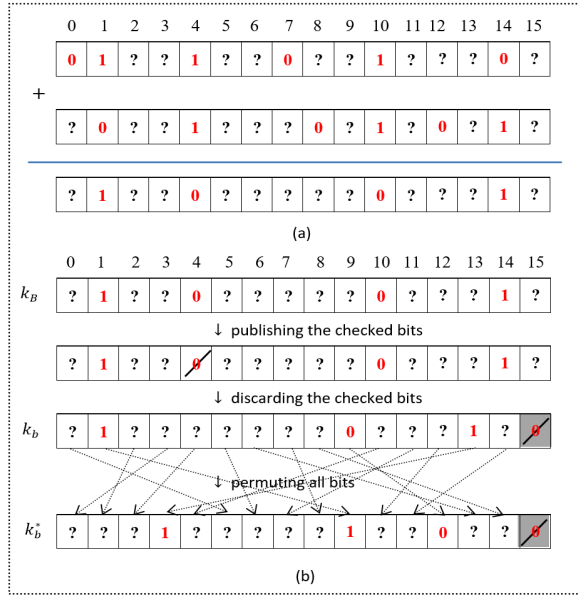 0 1 2 3 4 5 6 7 8 9 10 11 12 13 14 15
0 1 ? ? 1 ? ? 0 ? ? 1 ? ? ? 0 ?
+
? 0 ? ? 1 ? ? ? 0 ? 1 ? 0 ? 1 ?
? 1 ? ? 0 ? ? ? ? ? 0 ? ? ? 1 ?
(a)
0 1 2 3 4 5 6 7 8 9 10 11 12 13 14 15
k_B ? 1 ? ? 0 ? ? ? ? ? 0 ? ? ? 1 ?
↓ publishing the checked bits
? 1 ? ? 0 ? ? ? ? ? 0 ? ? ? 1 ?
↓ discarding the checked bits
k_b ? 1 ? ? ? ? ? ? ? 0 ? ? ? 1 ? 0
↓ permuting all bits
k_b^* ? ? ? 1 ? ? ? ? ? 1 ? ? 0 ? ? 0
(b)